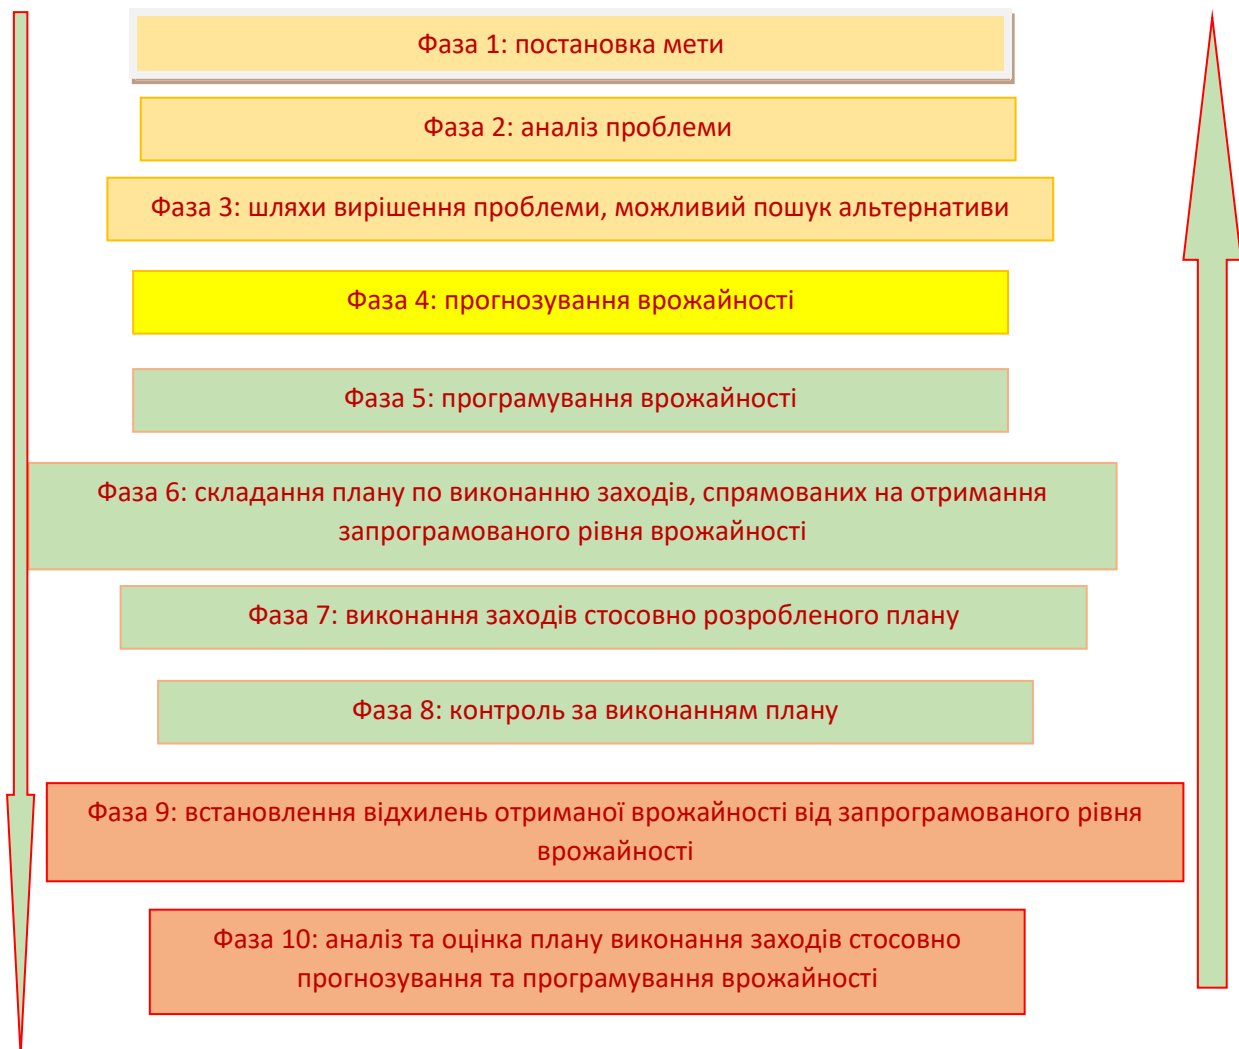 Фаза 1: постановка мети
Фаза 2: аналіз проблеми
Фаза 3: шляхи вирішення проблеми, можливий пошук альтернативи
Фаза 4: прогнозування врожайності
Фаза 5: програмування врожайності
Фаза 6: складання плану по виконанню заходів, спрямованих на отримання
запрограмованого рівня врожайності
Фаза 7: виконання заходів стосовно розробленого плану
Фаза 8: контроль за виконанням плану
Фаза 9: встановлення відхилень отриманої врожайності від запрограмованого рівня
врожайності
Фаза 10: аналіз та оцінка плану виконання заходів стосовно
прогнозування та програмування врожайності